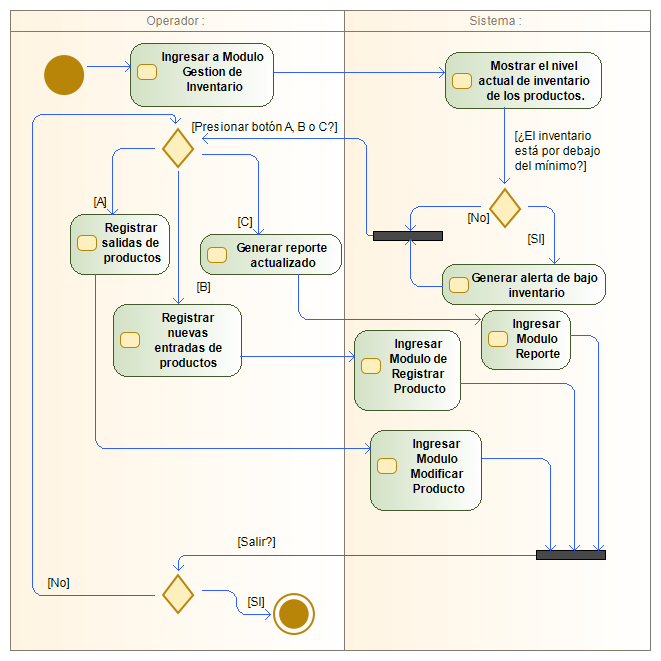 Operador :
Sistema :
Ingresar a Modulo
Gestion de
Inventario
Mostrar el nivel
actual de inventario
de los productos.
[Presionar botón A, B o C?]
[¿El inventario
está por debajo
del mínimo?]
[A]
[No]
[C]
[SI]
Registrar
salidas de
productos
Generar reporte
actualizado
Generar alerta de bajo
inventario
[B]
Registrar
nuevas
entradas de
productos
Ingresar
Modulo
Reporte
Ingresar
Modulo de
Registrar
Producto
Ingresar
Modulo
Modificar
Producto
[Salir?]
[No]
[SI]